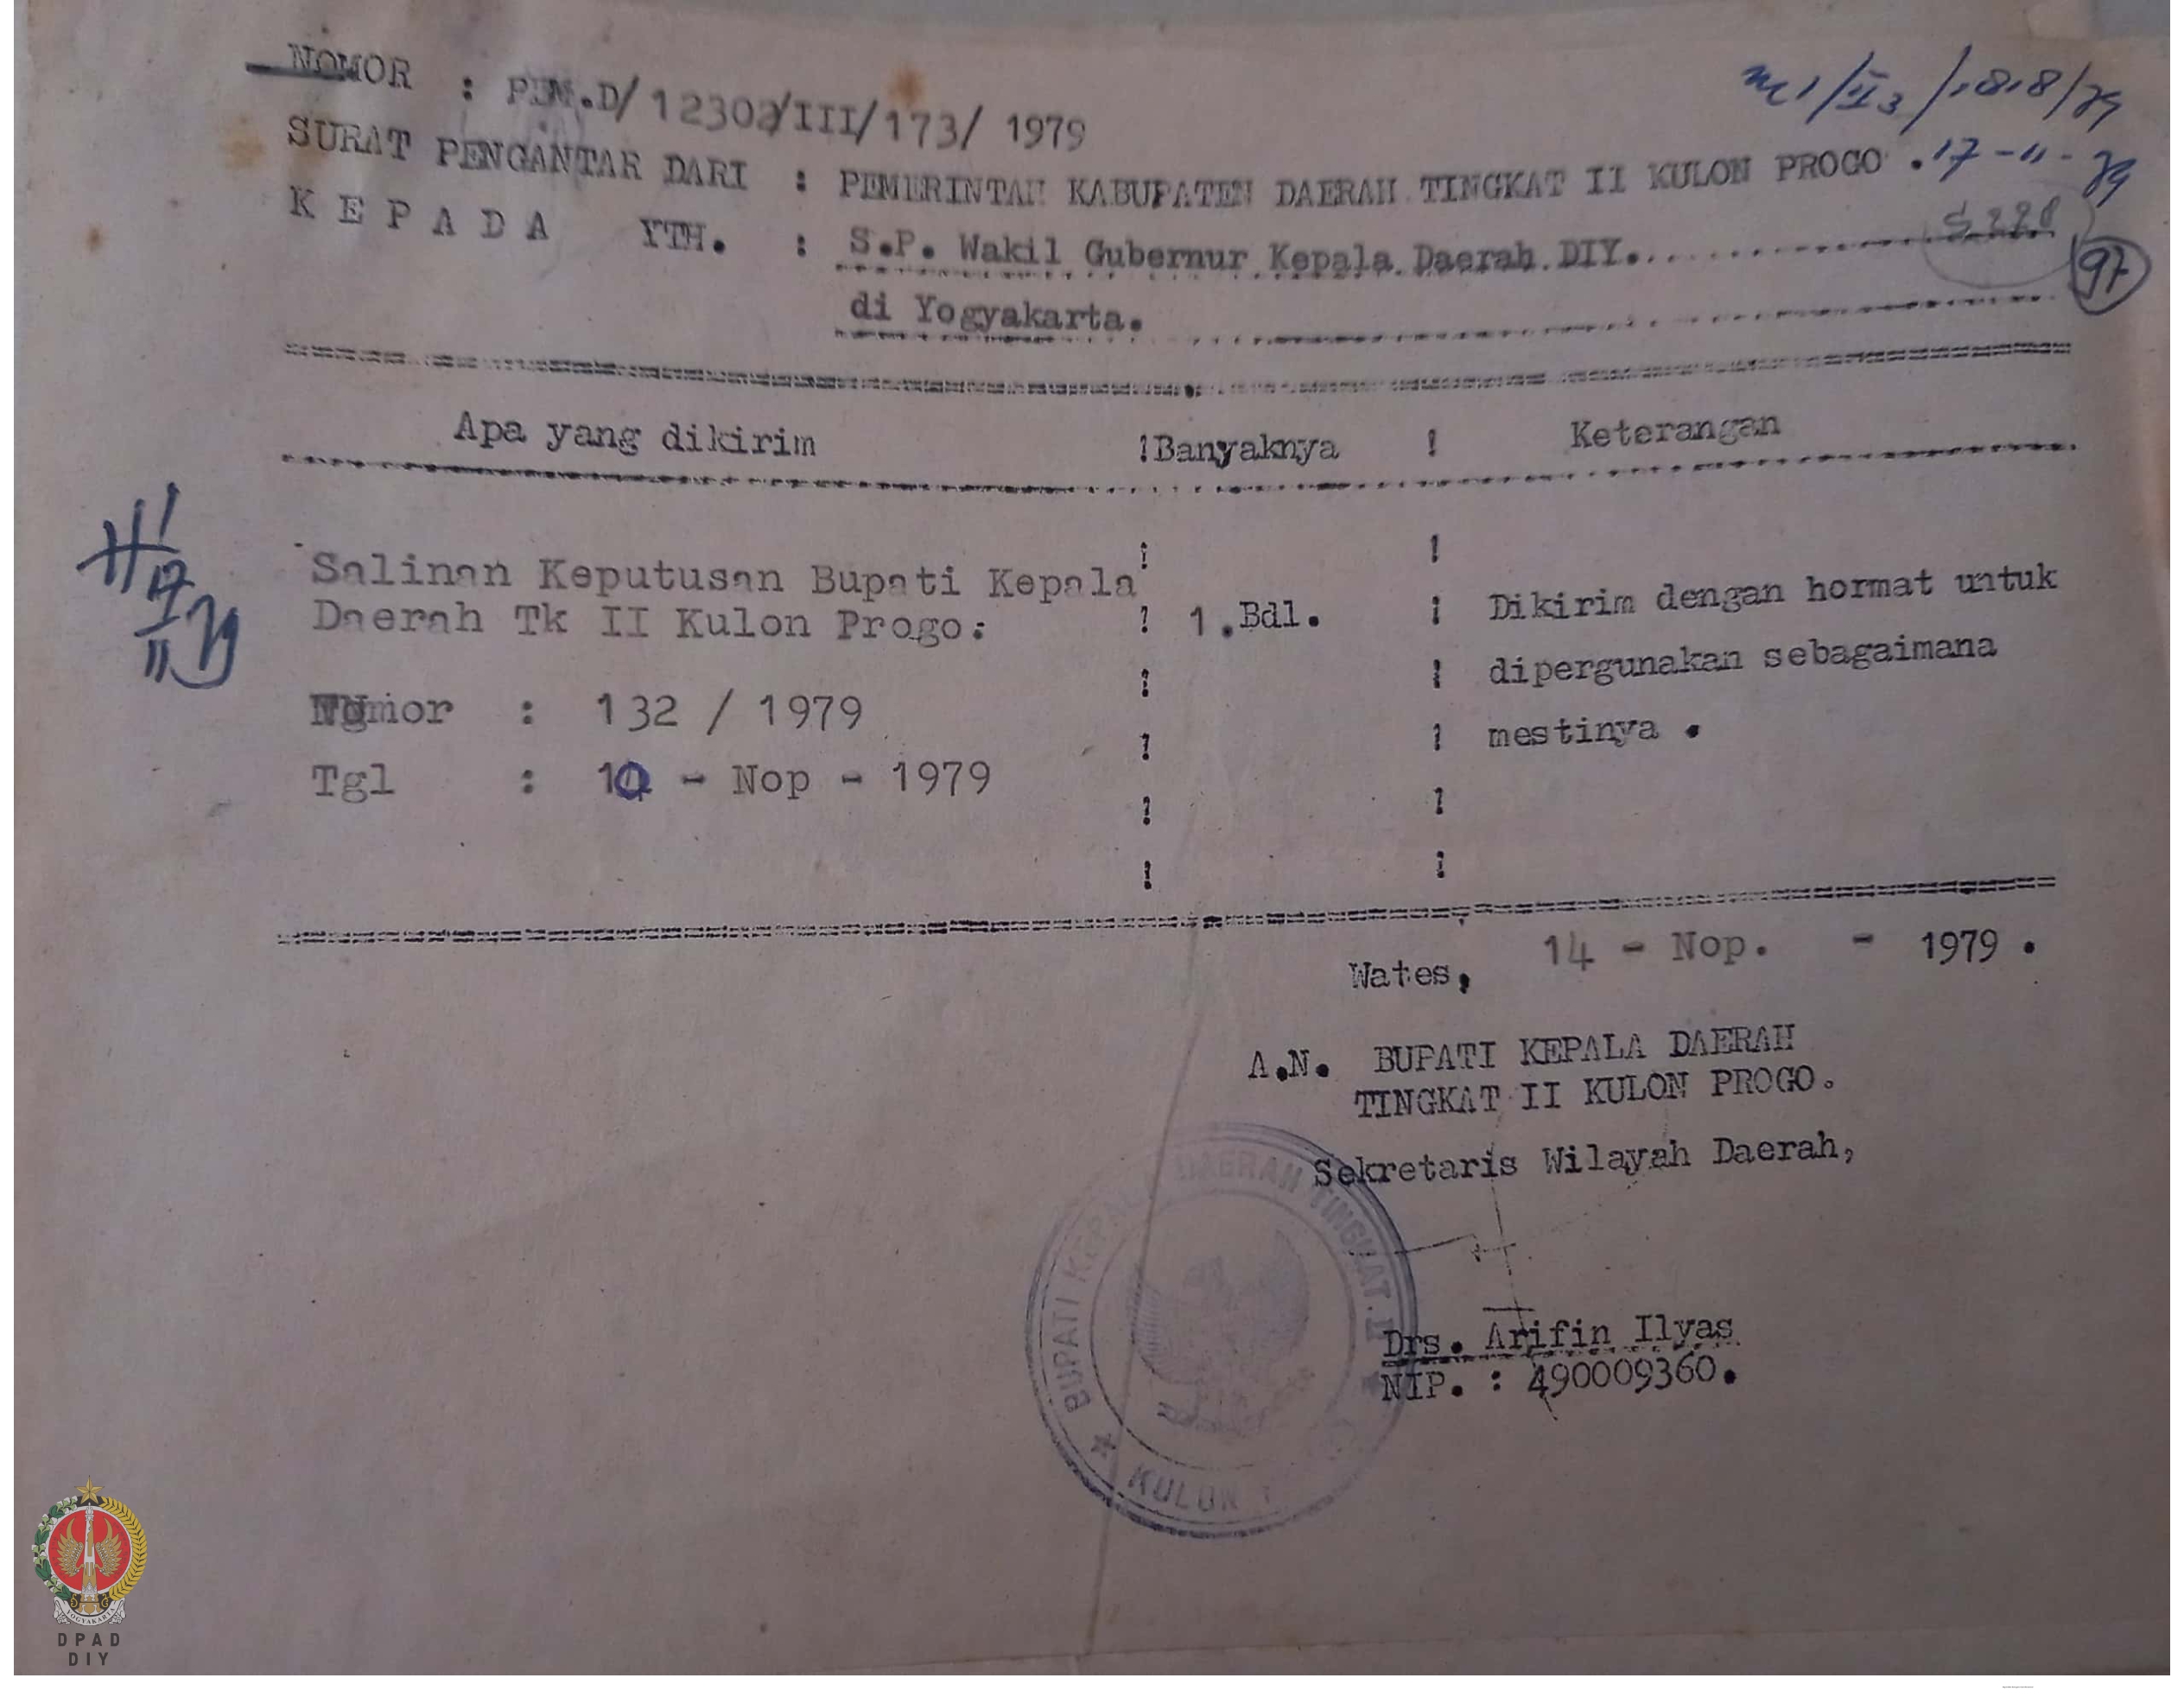 NOMOR : PEM.D/12302/III/173/ 1979
SURAT PENGANTAR DARI : PEMERINTAH KABUPATEN DAERAH TINGKAT II KULON PROGO . 17-11-79
K E P A D A YTH. : S.P. Wakil Gubernur Kepala Daerah DIY.
di Yogyakarta.
97
Apa yang dikirim ! Banyaknya ! Keterangan
Salinan Keputusan Bupati Kepala
Daerah Tk II Kulon Progo:
Nomor : 132 / 1979
Tgl : 10 - Nop - 1979
1.Bdl.
Dikirim dengan hormat untuk
dipergunakan sebagaimana
mestinya .
Wates, 14 - Nop. - 1979 .
A.N. BUPATI KEPALA DAERAH
TINGKAT II KULON PROGO.
Sekretaris Wilayah Daerah,
Drs. Arifin Ilyas
NIP. : 490009360.
BUPATI KEPALA DAERAH TINGKAT II
KULON
YOGYAKARTA
DPAD
DIY